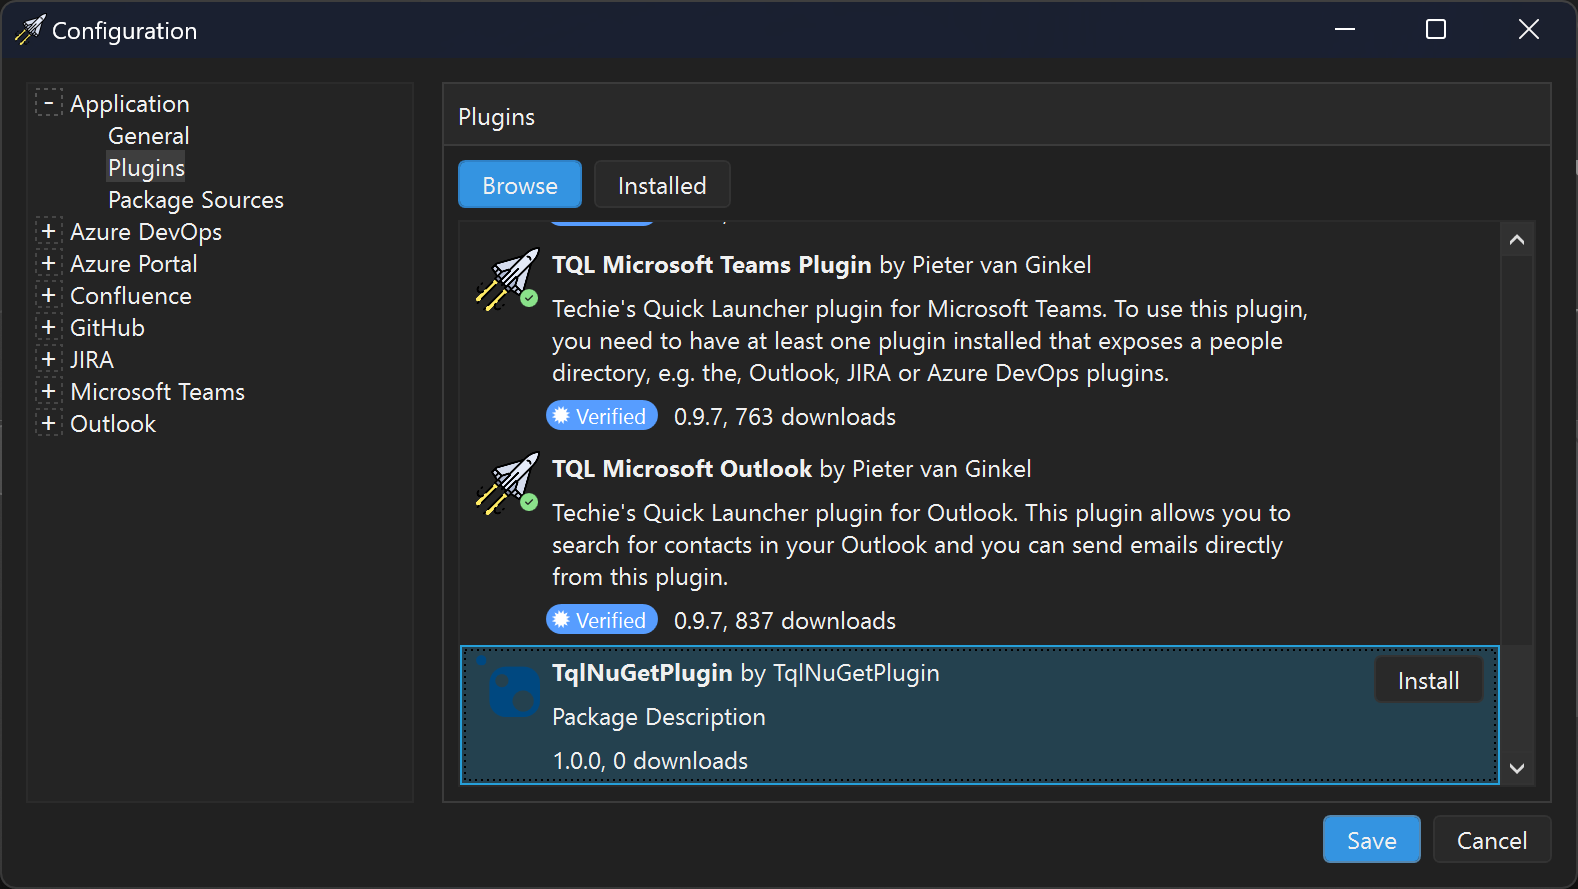 Configuration
Application
General
Plugins
Package Sources
Azure DevOps
Azure Portal
Confluence
GitHub
JIRA
Microsoft Teams
Outlook
Plugins
Browse
Installed
TQL Microsoft Teams Plugin by Pieter van Ginkel
Techie's Quick Launcher plugin for Microsoft Teams. To use this plugin,
you need to have at least one plugin installed that exposes a people
directory, e.g. the, Outlook, JIRA or Azure DevOps plugins.
Verified 0.9.7, 763 downloads
TQL Microsoft Outlook by Pieter van Ginkel
Techie's Quick Launcher plugin for Outlook. This plugin allows you to
search for contacts in your Outlook and you can send emails directly
from this plugin.
Verified 0.9.7, 837 downloads
TqlNuGetPlugin by TqlNuGetPlugin
Install
Package Description
1.0.0, 0 downloads
Save
Cancel